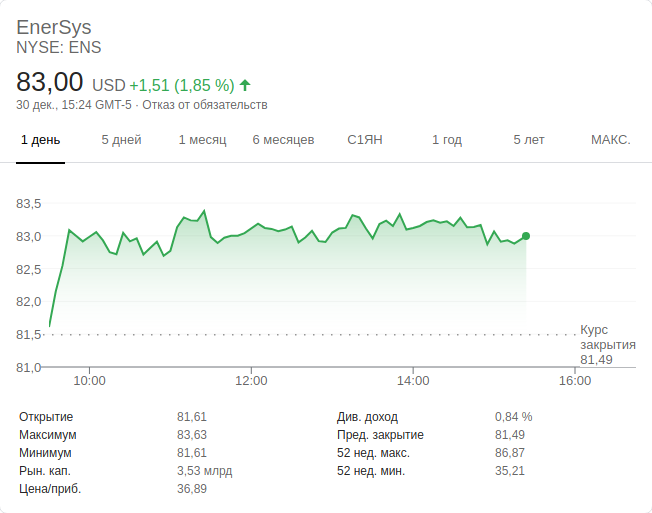 EnerSys
NYSE: ENS
83,00 USD +1,51 (1,85 %)
30 дек., 15:24 GMT-5 · Отказ от обязательств
1 день 5 дней 1 месяц 6 месяцев С1ЯН 1 год 5 лет МАКС.
83,5
83,0
82,5
82,0
81,5
81,0
Курс
закрытия
81,49
10:00 12:00 14:00 16:00
Открытие 81,61 Див. доход 0,84 %
Максимум 83,63 Пред. закрытие 81,49
Минимум 81,61 52 нед. макс. 86,87
Рын. кап. 3,53 млрд 52 нед. мин. 35,21
Цена/приб. 36,89